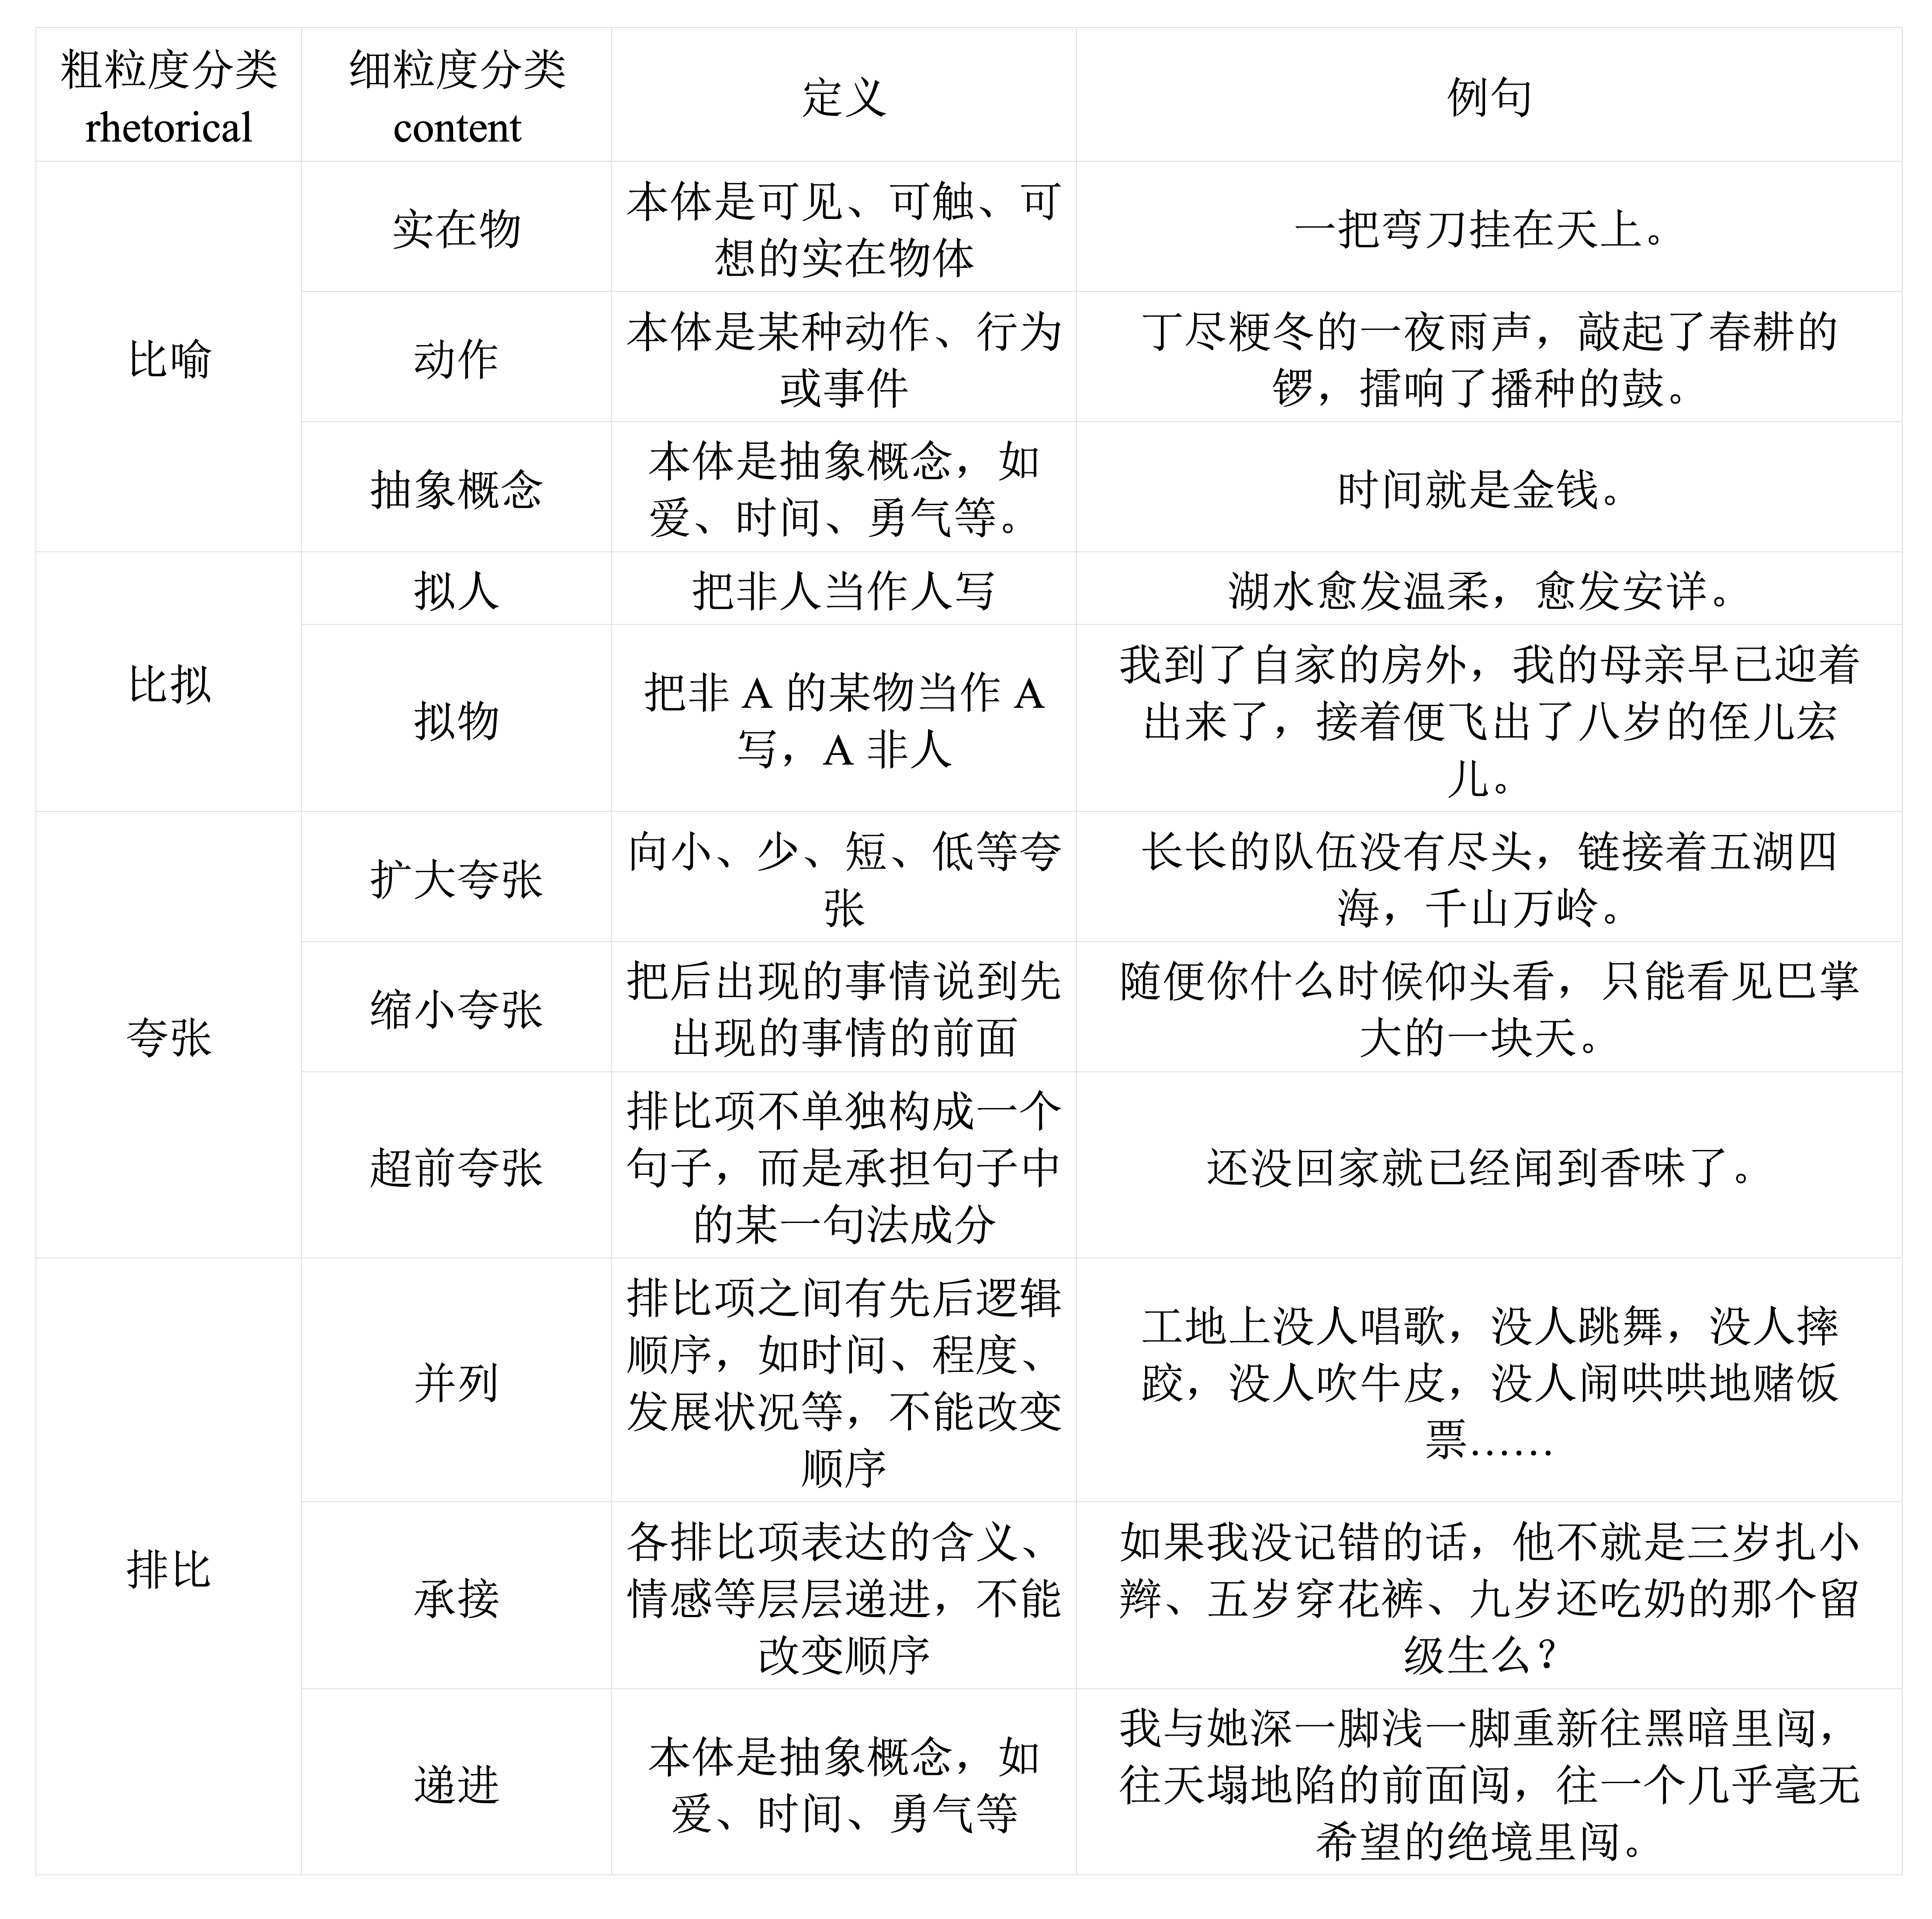 粗粒度分类
rhetorical
细粒度分类
content
定义
例句
比喻
实在物
本体是可见、可触、可
想的实在物体
一把弯刀挂在天上。
动作
本体是某种动作、行为
或事件
丁尽粳冬的一夜雨声，敲起了春耕的
锣，擂响了播种的鼓。
抽象概念
本体是抽象概念，如
爱、时间、勇气等。
时间就是金钱。
比拟
拟人
把非人当作人写
湖水愈发温柔，愈发安详。
拟物
把非 A 的某物当作 A
写，A 非人
我到了自家的房外，我的母亲早已迎着
出来了，接着便飞出了八岁的侄儿宏
儿。
夸张
扩大夸张
向小、少、短、低等夸
张
长长的队伍没有尽头，链接着五湖四
海，千山万岭。
缩小夸张
把后出现的事情说到先
出现的事情的前面
随便你什么时候仰头看，只能看见巴掌
大的一块天。
超前夸张
排比项不单独构成一个
句子，而是承担句子中
的某一句法成分
还没回家就已经闻到香味了。
排比
并列
排比项之间有先后逻辑
顺序，如时间、程度、
发展状况等，不能改变
顺序
工地上没人唱歌，没人跳舞，没人摔
跤，没人吹牛皮，没人闹哄哄地赌饭
票……
承接
各排比项表达的含义、
情感等层层递进，不能
改变顺序
如果我没记错的话，他不就是三岁扎小
辫、五岁穿花裤、九岁还吃奶的那个留
级生么？
递进
本体是抽象概念，如
爱、时间、勇气等
我与她深一脚浅一脚重新往黑暗里闯，
往天塌地陷的前面闯，往一个几乎毫无
希望的绝境里闯。